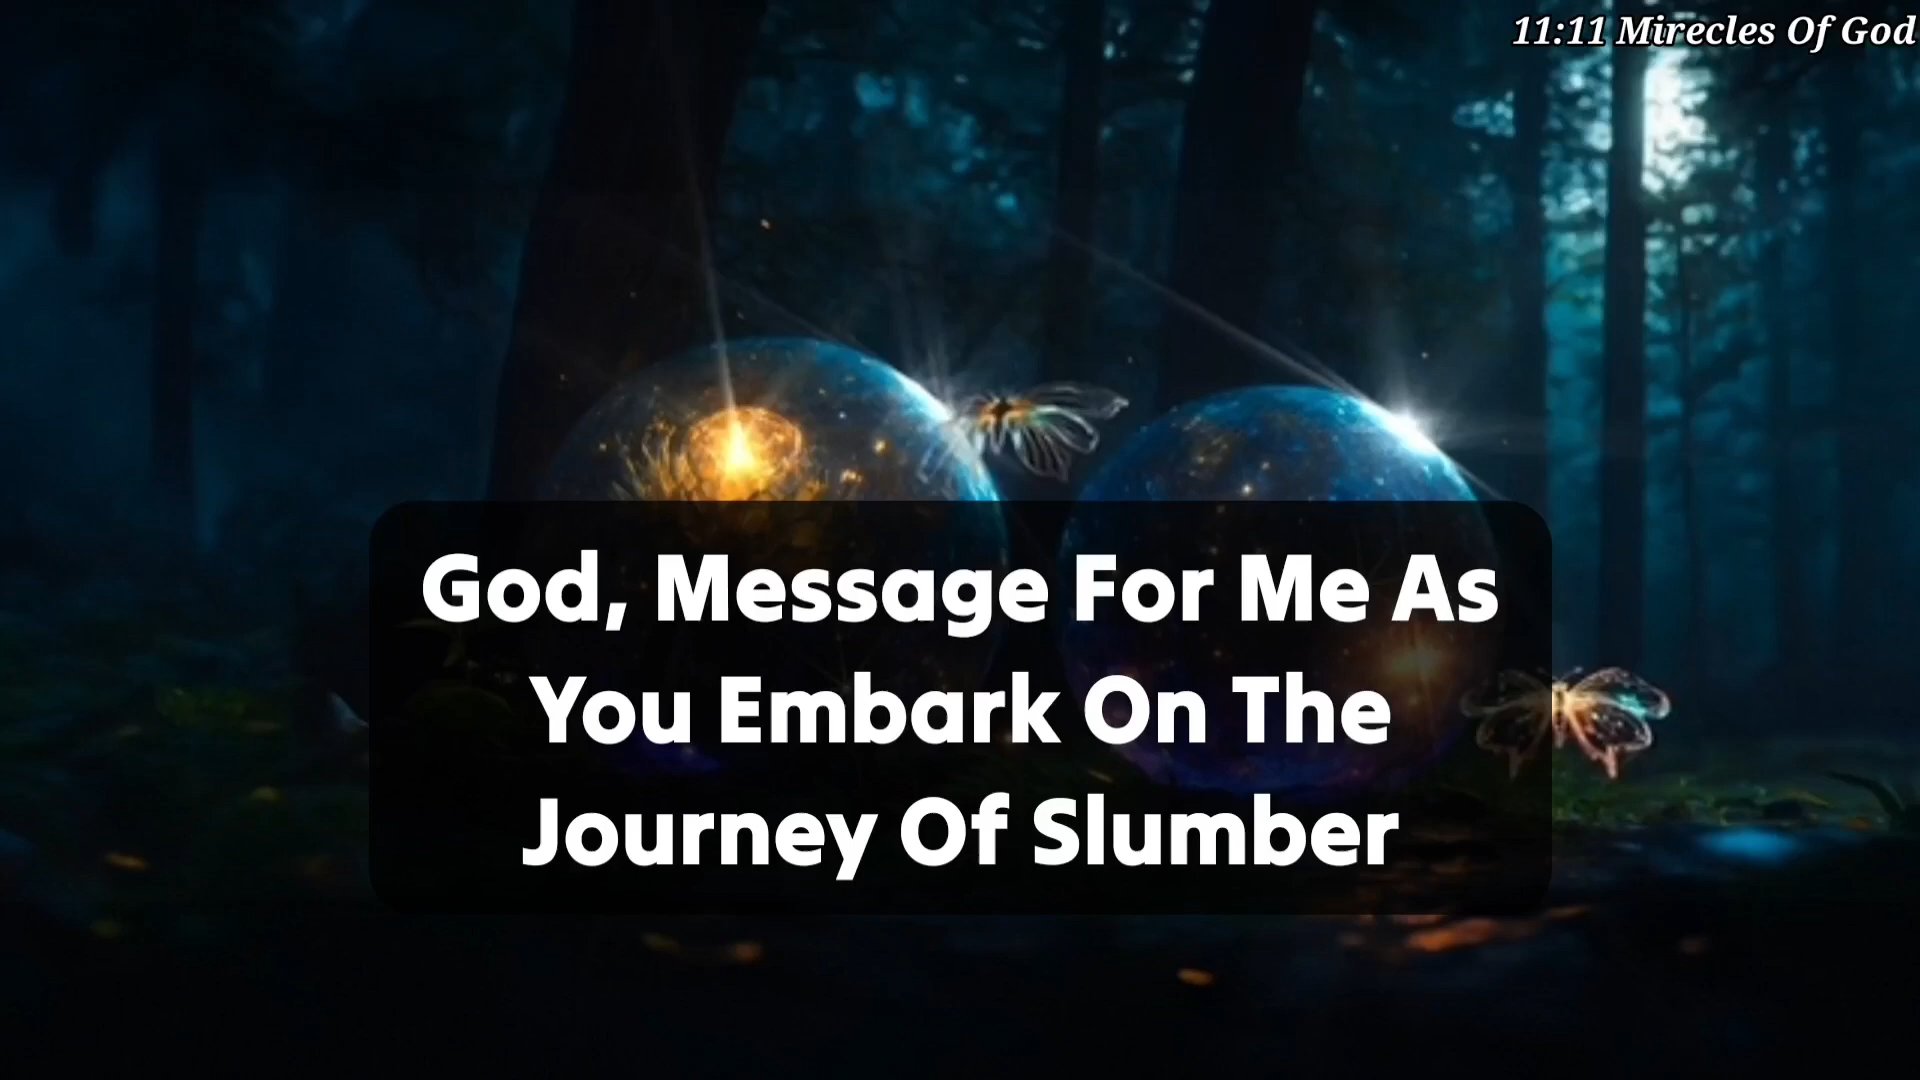 11:11 Mirecles Of God
God, Message For Me As
You Embark On The
Journey Of Slumber